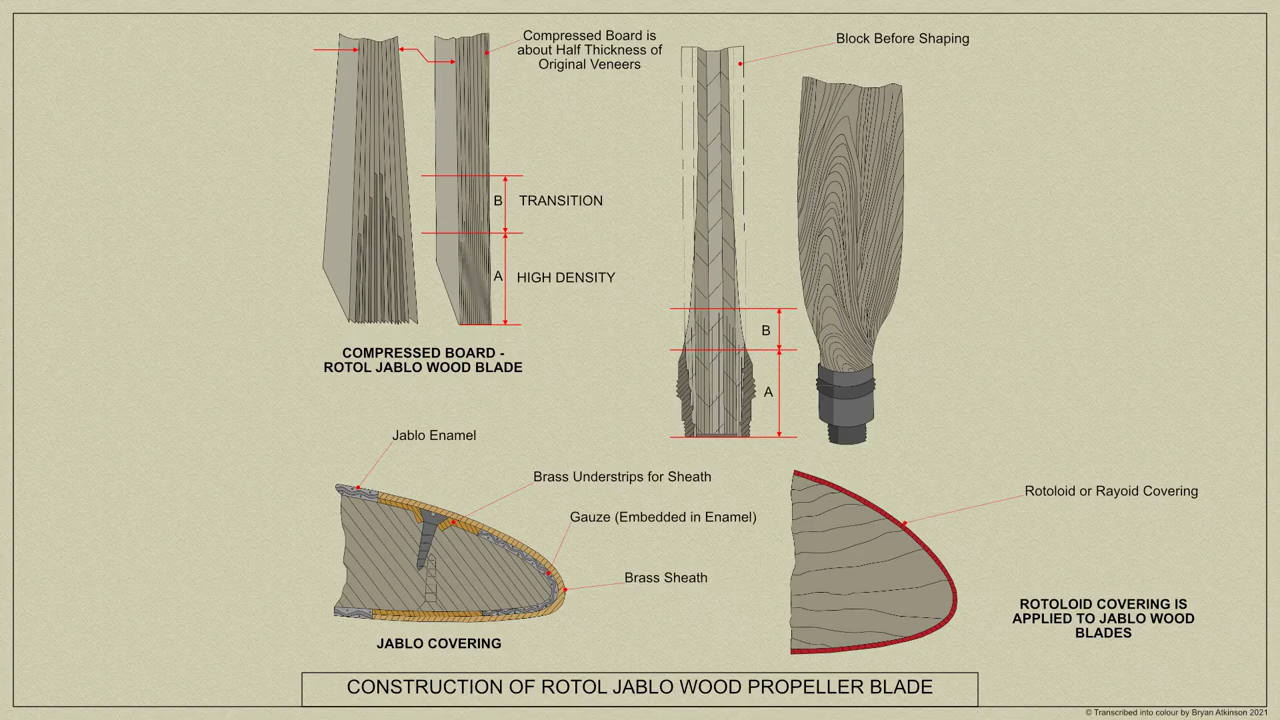 Compressed Board is
about Half Thickness of
Original Veneers
Block Before Shaping
B TRANSITION
A HIGH DENSITY
B
A
COMPRESSED BOARD -
ROTOL JABLO WOOD BLADE
Jablo Enamel
Brass Understrips for Sheath
Gauze (Embedded in Enamel)
Brass Sheath
JABLO COVERING
Rotoloid or Rayoid Covering
ROTOLOID COVERING IS
APPLIED TO JABLO WOOD
BLADES
CONSTRUCTION OF ROTOL JABLO WOOD PROPELLER BLADE
© Transcribed into colour by Bryan Atkinson 2021